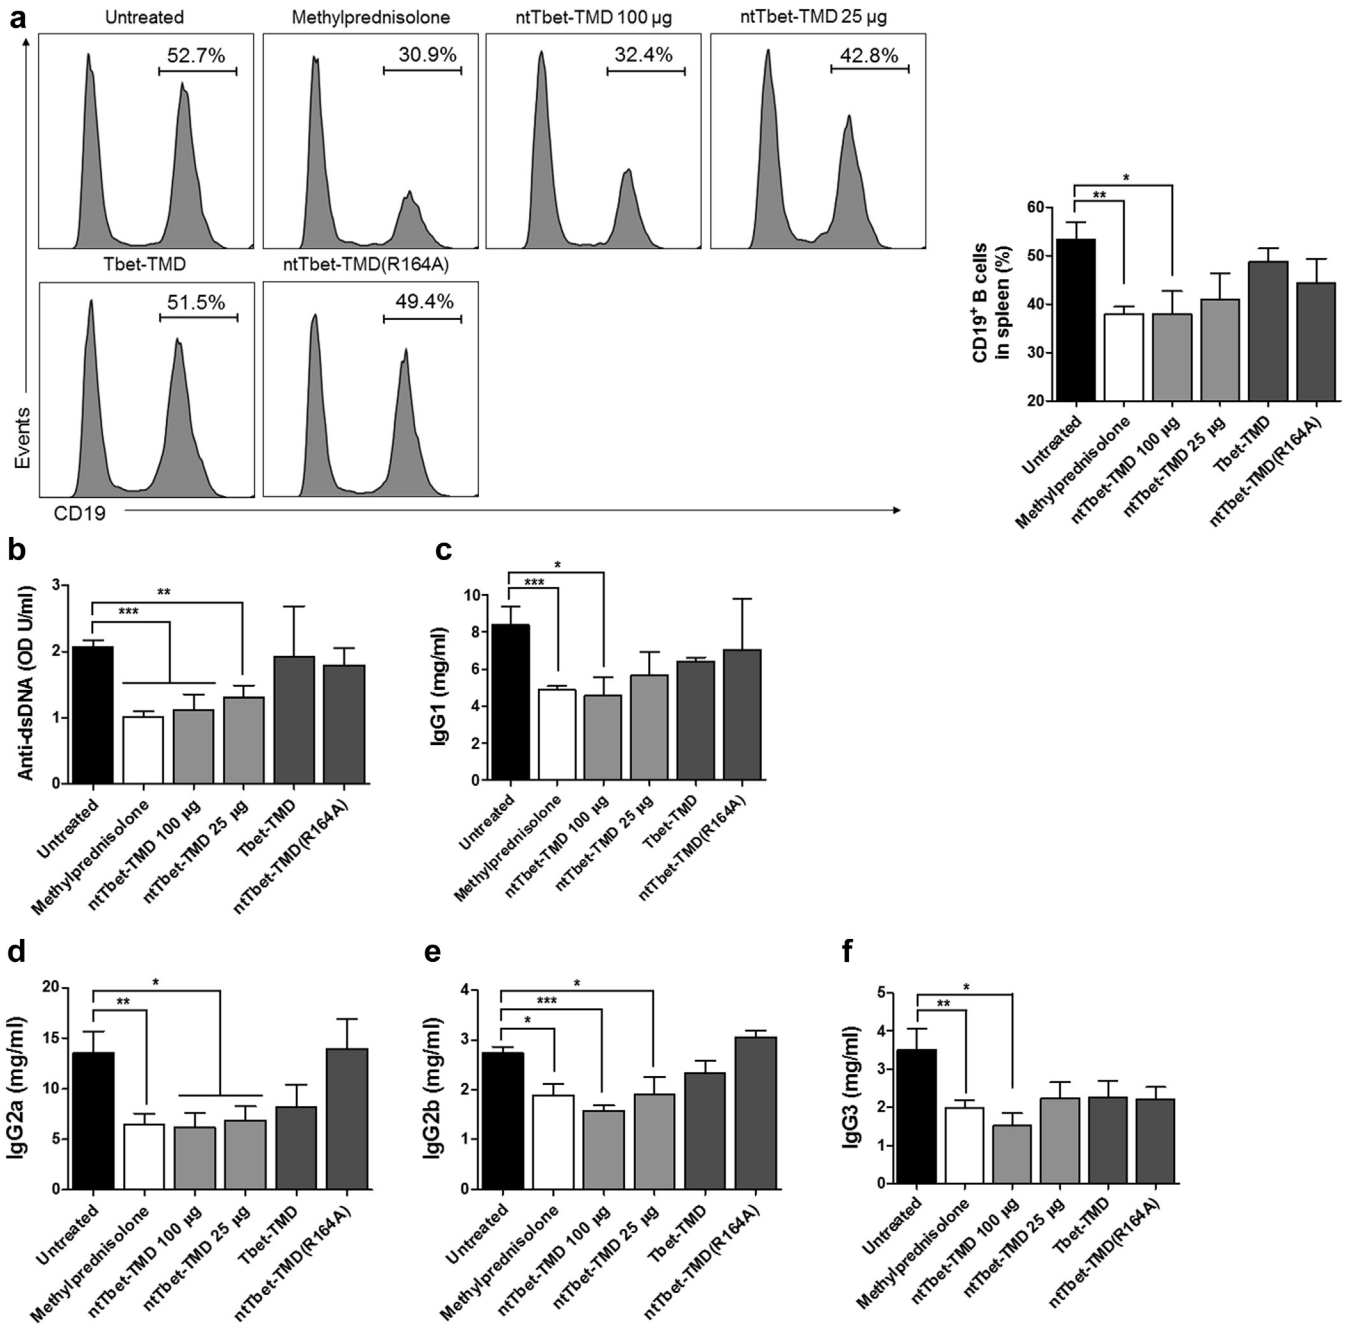 a
Untreated
Methylprednisolone
ntTbet-TMD 100 µg
ntTbet-TMD 25 µg
52.7%
30.9%
32.4%
42.8%
Tbet-TMD
ntTbet-TMD(R164A)
51.5%
49.4%
Events
CD19
CD19+ B cells
in spleen (%)
60
50
40
30
20
*
**
Untreated
Methylprednisolone
ntTbet-TMD 100 µg
ntTbet-TMD 25 µg
Tbet-TMD
ntTbet-TMD(R164A)
b
Anti-dsDNA (OD U/ml)
3
2
1
0
**
***
Untreated
Methylprednisolone
ntTbet-TMD 100 µg
ntTbet-TMD 25 µg
Tbet-TMD
ntTbet-TMD(R164A)
c
IgG1 (mg/ml)
10
8
6
4
2
0
*
***
Untreated
Methylprednisolone
ntTbet-TMD 100 µg
ntTbet-TMD 25 µg
Tbet-TMD
ntTbet-TMD(R164A)
d
IgG2a (mg/ml)
20
15
10
5
0
*
**
Untreated
Methylprednisolone
ntTbet-TMD 100 µg
ntTbet-TMD 25 µg
Tbet-TMD
ntTbet-TMD(R164A)
e
IgG2b (mg/ml)
4
3
2
1
0
*
***
*
Untreated
Methylprednisolone
ntTbet-TMD 100 µg
ntTbet-TMD 25 µg
Tbet-TMD
ntTbet-TMD(R164A)
f
IgG3 (mg/ml)
5
4
3
2
1
0
*
**
Untreated
Methylprednisolone
ntTbet-TMD 100 µg
ntTbet-TMD 25 µg
Tbet-TMD
ntTbet-TMD(R164A)